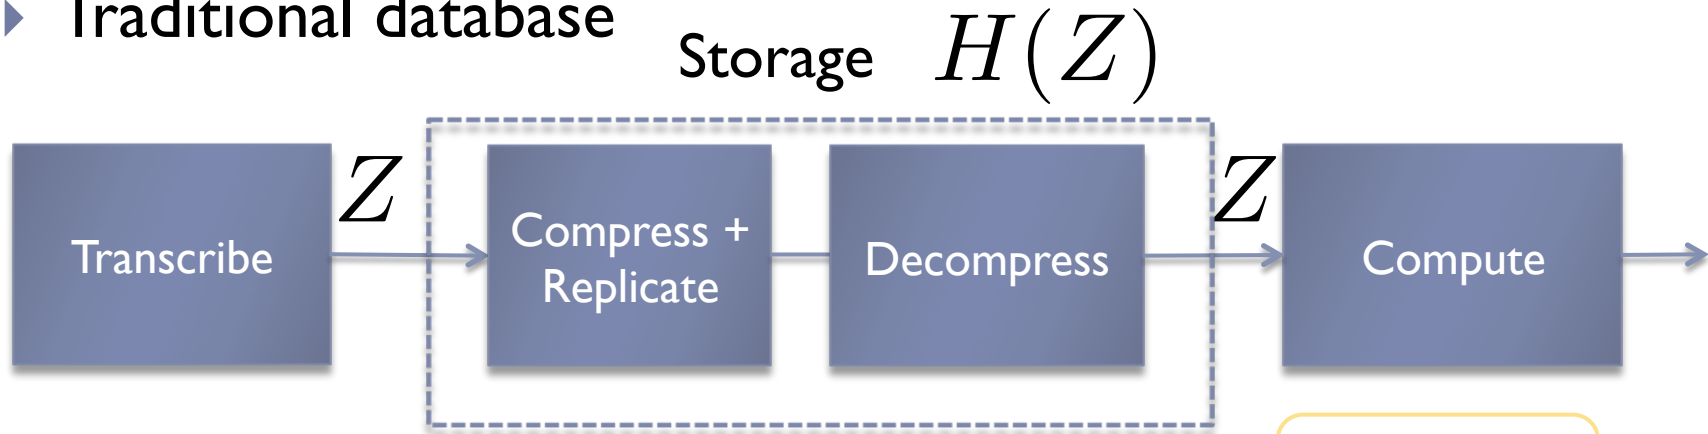 Traditional database
Storage H(Z)
Transcribe
Z
Compress +
Replicate
Decompress
Z
Compute